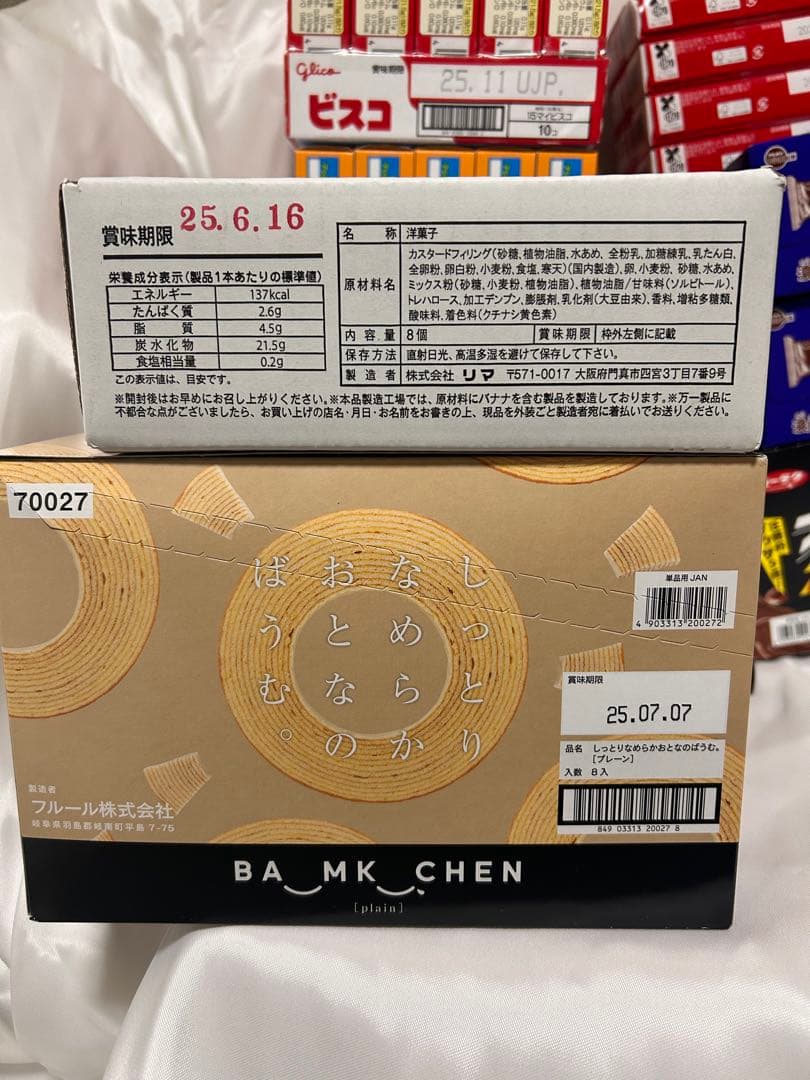 Glico
賞味期限
25.11 UJP.
ビスコ
15マイビスコ
10コ
賞味期限 25.6.16
栄養成分表示(製品1本あたりの標準値)
エネルギー 137kcal
たんぱく質 2.6g
脂質 4.5g
炭水化物 21.5g
食塩相当量 0.2g
この表示値は、目安です。
名称 洋菓子
原材料名 カスタードフィリング(砂糖、植物油脂、水あめ、全粉乳、加糖練乳、乳たん白、
全卵粉、卵白粉、小麦粉、食塩、寒天)(国内製造)、卵、小麦粉、砂糖、水あめ、
ミックス粉(砂糖、小麦粉、植物油脂)、植物油脂/甘味料(ソルビトール)、
トレハロース、加工デンプン、膨脹剤、乳化剤(大豆由来)、香料、増粘多糖類、
酸味料、着色料(クチナシ黄色素)
内容量 8個 賞味期限 枠外左側に記載
保存方法 直射日光、高温多湿を避けて保存して下さい。
製造者 株式会社 リマ 〒571-0017 大阪府門真市四宮3丁目7番9号
※開封後はお早めにお召し上がりください。※本品製造工場では、原材料にバナナを含む製品を製造しております。※万一製品に
不都合な点がございましたら、お買い上げの店名・月日・お名前をお書きの上、現品を外装ごと製造者宛に着払いでお送りください。
70027
しっとり
なめらか
おとなの
ばうむ。
単品用JAN
4 903313 200272
賞味期限
25.07.07
品名 しっとりなめらかおとなのばうむ。
[プレーン]
入数 8入
849 03313 20027 8
製造者
フルール株式会社
岐阜県羽島郡岐南町平島 7-75
BA MK CHEN
[plain]